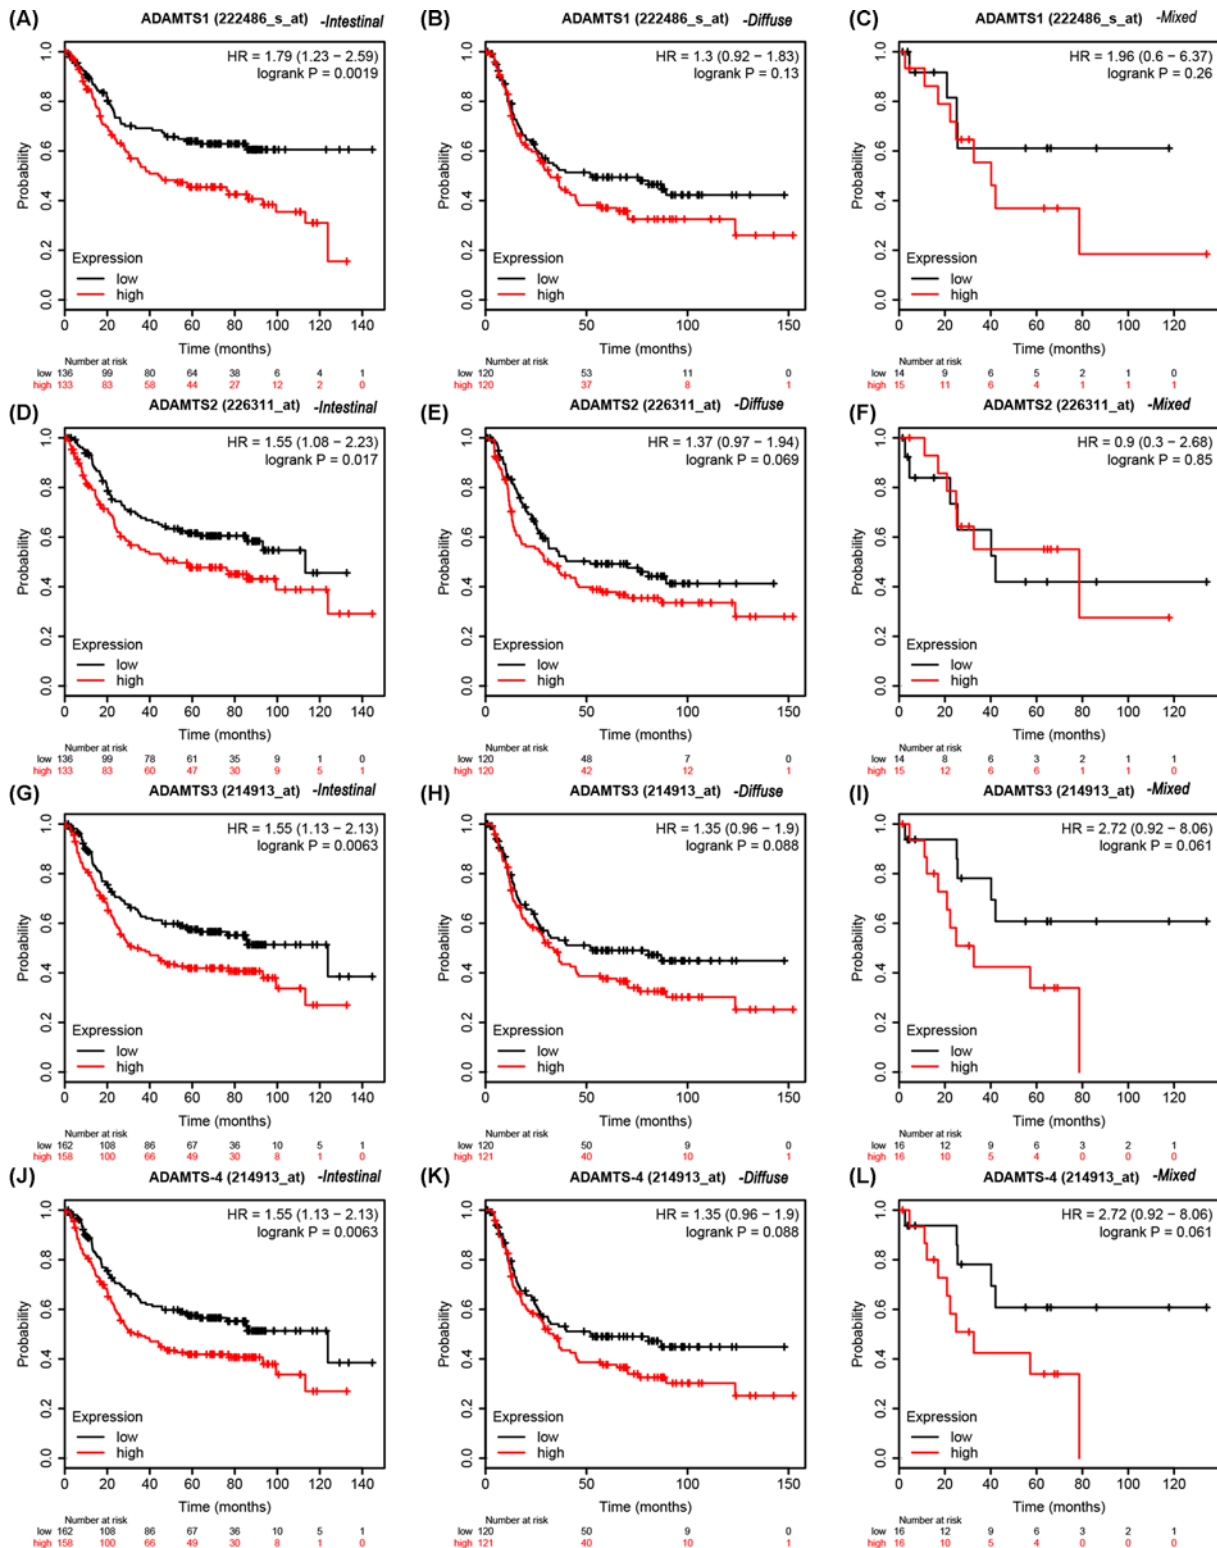 (A) ADAMTS1 (222486_s_at) -Intestinal
HR = 1.79 (1.23 − 2.59)
logrank P = 0.0019
Probability
1.0
0.8
0.6
0.4
0.2
0.0
Expression
low
high
0 20 40 60 80 100 120 140
Time (months)
Number at risk
low 136 99 80 64 38 6 4 1
high 133 83 58 44 27 12 2 0
(B) ADAMTS1 (222486_s_at) -Diffuse
HR = 1.3 (0.92 − 1.83)
logrank P = 0.13
Probability
1.0
0.8
0.6
0.4
0.2
0.0
Expression
low
high
0 50 100 150
Time (months)
Number at risk
low 120 53 11 0
high 120 37 8 1
(C) ADAMTS1 (222486_s_at) -Mixed
HR = 1.96 (0.6 − 6.37)
logrank P = 0.26
Probability
1.0
0.8
0.6
0.4
0.2
0.0
Expression
low
high
0 20 40 60 80 100 120
Time (months)
Number at risk
low 14 9 6 5 2 1 0
high 15 11 6 4 1 1 1
(D) ADAMTS2 (226311_at) -Intestinal
HR = 1.55 (1.08 − 2.23)
logrank P = 0.017
Probability
1.0
0.8
0.6
0.4
0.2
0.0
Expression
low
high
0 20 40 60 80 100 120 140
Time (months)
Number at risk
low 136 99 78 61 35 9 1 0
high 133 83 60 47 30 9 5 1
(E) ADAMTS2 (226311_at) -Diffuse
HR = 1.37 (0.97 − 1.94)
logrank P = 0.069
Probability
1.0
0.8
0.6
0.4
0.2
0.0
Expression
low
high
0 50 100 150
Time (months)
Number at risk
low 120 48 7 0
high 120 42 12 1
(F) ADAMTS2 (226311_at) -Mixed
HR = 0.9 (0.3 − 2.68)
logrank P = 0.85
Probability
1.0
0.8
0.6
0.4
0.2
0.0
Expression
low
high
0 20 40 60 80 100 120
Time (months)
Number at risk
low 14 8 6 3 2 1 1
high 15 12 6 6 1 1 0
(G) ADAMTS3 (214913_at) -Intestinal
HR = 1.55 (1.13 − 2.13)
logrank P = 0.0063
Probability
1.0
0.8
0.6
0.4
0.2
0.0
Expression
low
high
0 20 40 60 80 100 120 140
Time (months)
Number at risk
low 162 108 86 67 36 10 5 1
high 158 100 66 49 30 8 1 0
(H) ADAMTS3 (214913_at) -Diffuse
HR = 1.35 (0.96 − 1.9)
logrank P = 0.088
Probability
1.0
0.8
0.6
0.4
0.2
0.0
Expression
low
high
0 50 100 150
Time (months)
Number at risk
low 120 50 9 0
high 121 40 10 1
(I) ADAMTS3 (214913_at) -Mixed
HR = 2.72 (0.92 − 8.06)
logrank P = 0.061
Probability
1.0
0.8
0.6
0.4
0.2
0.0
Expression
low
high
0 20 40 60 80 100 120
Time (months)
Number at risk
low 16 12 9 6 3 2 1
high 16 10 5 4 0 0 0
(J) ADAMTS-4 (214913_at) -Intestinal
HR = 1.55 (1.13 − 2.13)
logrank P = 0.0063
Probability
1.0
0.8
0.6
0.4
0.2
0.0
Expression
low
high
0 20 40 60 80 100 120 140
Time (months)
Number at risk
low 162 108 86 67 36 10 5 1
high 158 100 66 49 30 8 1 0
(K) ADAMTS-4 (214913_at) -Diffuse
HR = 1.35 (0.96 − 1.9)
logrank P = 0.088
Probability
1.0
0.8
0.6
0.4
0.2
0.0
Expression
low
high
0 50 100 150
Time (months)
Number at risk
low 120 50 9 0
high 121 40 10 1
(L) ADAMTS-4 (214913_at) -Mixed
HR = 2.72 (0.92 − 8.06)
logrank P = 0.061
Probability
1.0
0.8
0.6
0.4
0.2
0.0
Expression
low
high
0 20 40 60 80 100 120
Time (months)
Number at risk
low 16 12 9 6 3 2 1
high 16 10 5 4 0 0 0